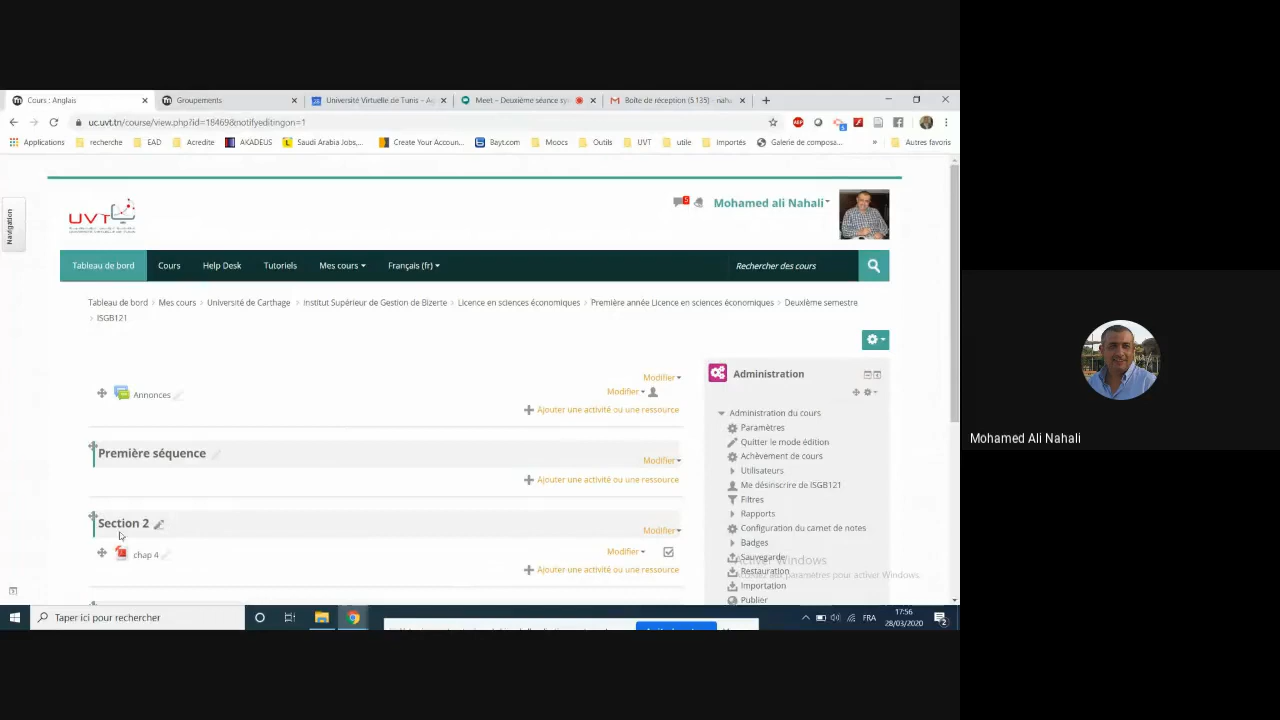 Cours : Anglais
Groupements
Université Virtuelle de Tunis - A
Meet – Deuxième séance sy
Boîte de réception (5 135) - nah
uc.uvt.tn/course/view.php?id=18469&notifyeditingon=1
Applications
recherche
EAD
Acredite
AKADEUS
Saudi Arabia Jobs,...
Create Your Accoun...
Bayt.com
Moocs
Outils
UVT
utile
Importés
Galerie de composa...
»
Autres favoris
Navigation
UVT
5
Mohamed ali Nahali
Tableau de bord
Cours
Help Desk
Tutoriels
Mes cours
Français (fr)
Rechercher des cours
Tableau de bord > Mes cours > Université de Carthage > Institut Supérieur de Gestion de Bizerte > Licence en sciences économiques > Première année Licence en sciences économiques > Deuxième semestre
> ISGB121
Modifier
Annonces
Modifier
Ajouter une activité ou une ressource
Première séquence
Modifier
Ajouter une activité ou une ressource
Section 2
Modifier
chap 4
Modifier
Ajouter une activité ou une ressource
Administration
Administration du cours
Paramètres
Quitter le mode édition
Achèvement de cours
Utilisateurs
Me désinscrire de ISGB121
Filtres
Rapports
Configuration du carnet de notes
Badges
Sauvegarde
Restauration
Importation
Publier
Activer Windows
Accédez aux paramètres pour activer Windows.
Taper ici pour rechercher
FRA
17:56
28/03/2020
2
Mohamed Ali Nahali